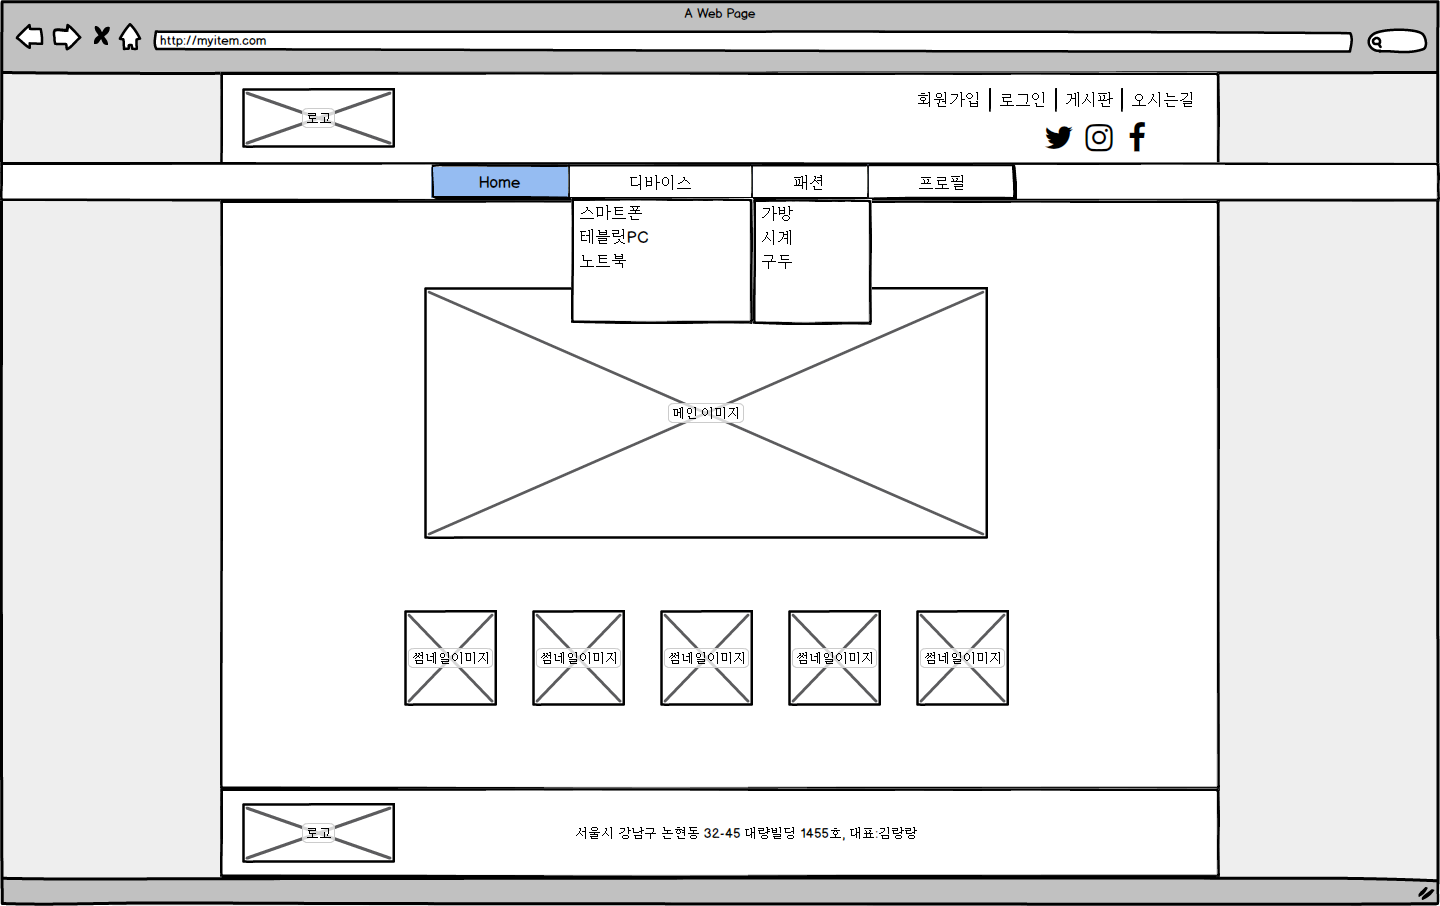 A Web Page
http://myitem.com
로고
회원가입 로그인 게시판 오시는길
Home 디바이스 패션 프로필
스마트폰
테블릿PC
노트북
가방
시계
구두
메인 이미지
썸네일이미지 썸네일이미지 썸네일이미지 썸네일이미지 썸네일이미지
로고
서울시 강남구 논현동 32-45 대량빌딩 1455호, 대표:김량량